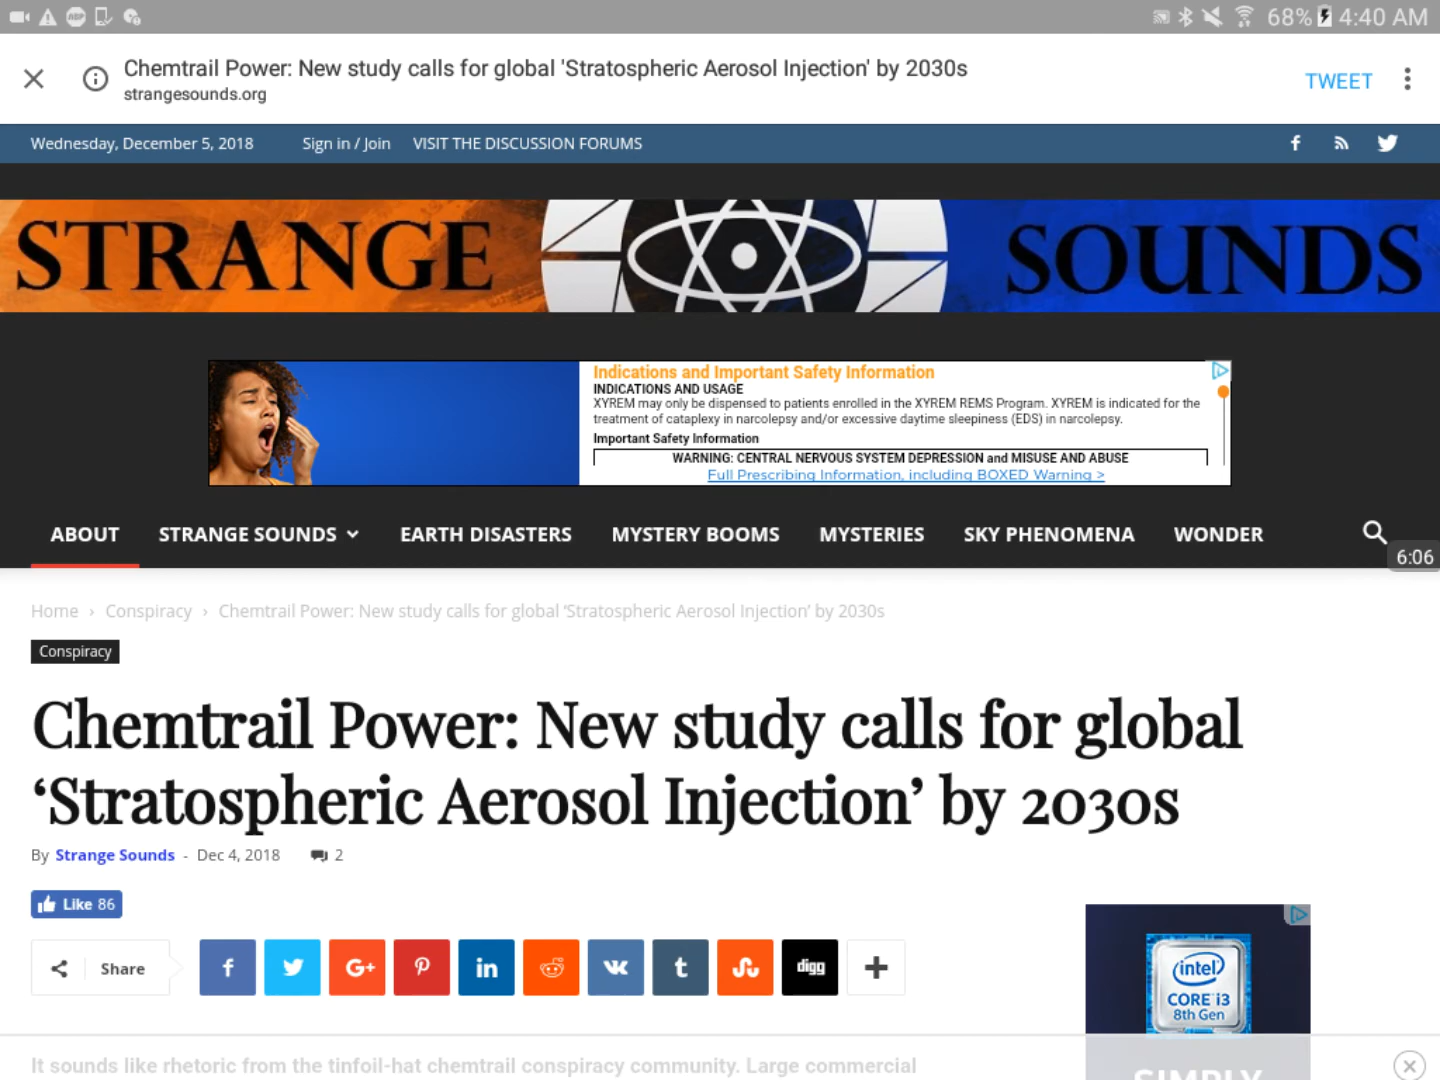 68% 4:40 AM
Chemtrail Power: New study calls for global 'Stratospheric Aerosol Injection' by 2030s
strangesounds.org
TWEET
Wednesday, December 5, 2018 Sign in / Join VISIT THE DISCUSSION FORUMS
STRANGE SOUNDS
Indications and Important Safety Information
INDICATIONS AND USAGE
XYREM may only be dispensed to patients enrolled in the XYREM REMS Program. XYREM is indicated for the
treatment of cataplexy in narcolepsy and/or excessive daytime sleepiness (EDS) in narcolepsy.
Important Safety Information
WARNING: CENTRAL NERVOUS SYSTEM DEPRESSION and MISUSE AND ABUSE
Full Prescribing Information, including BOXED Warning >
ABOUT STRANGE SOUNDS EARTH DISASTERS MYSTERY BOOMS MYSTERIES SKY PHENOMENA WONDER
6:06
Home › Conspiracy › Chemtrail Power: New study calls for global ‘Stratospheric Aerosol Injection’ by 2030s
Conspiracy
Chemtrail Power: New study calls for global
‘Stratospheric Aerosol Injection’ by 2030s
By Strange Sounds - Dec 4, 2018 2
Like 86
Share f G+ in t digg +
intel
CORE i3
8th Gen
It sounds like rhetoric from the tinfoil-hat chemtrail conspiracy community. Large commercial
SIMPLY